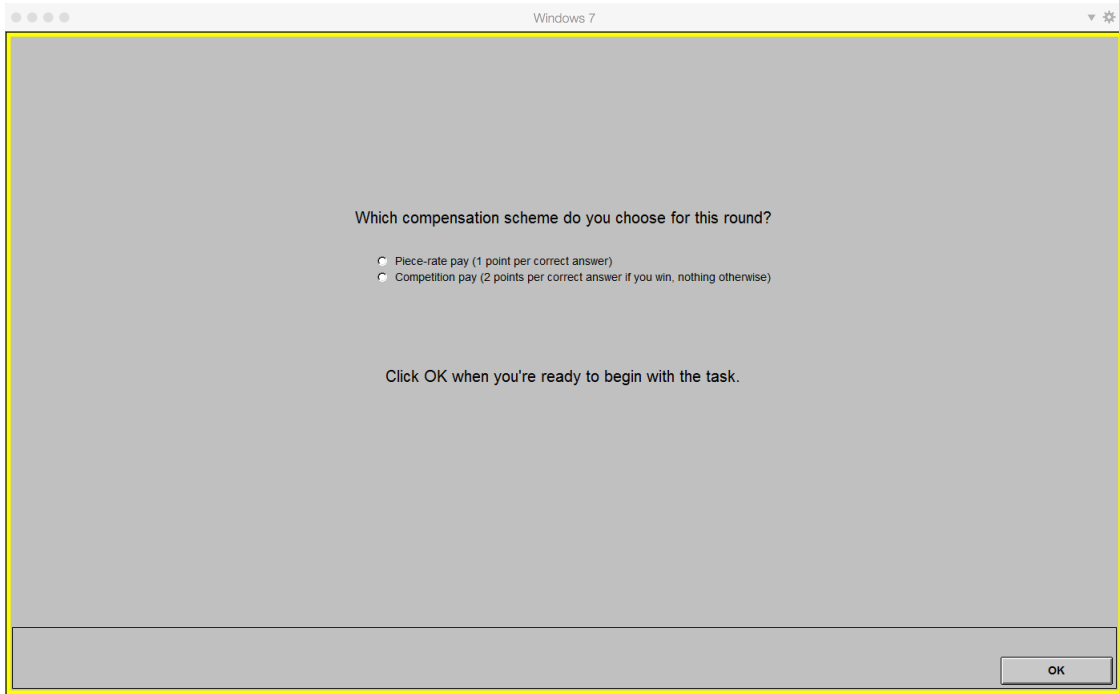 Windows 7
Which compensation scheme do you choose for this round?
Piece-rate pay (1 point per correct answer)
Competition pay (2 points per correct answer if you win, nothing otherwise)
Click OK when you're ready to begin with the task.
OK